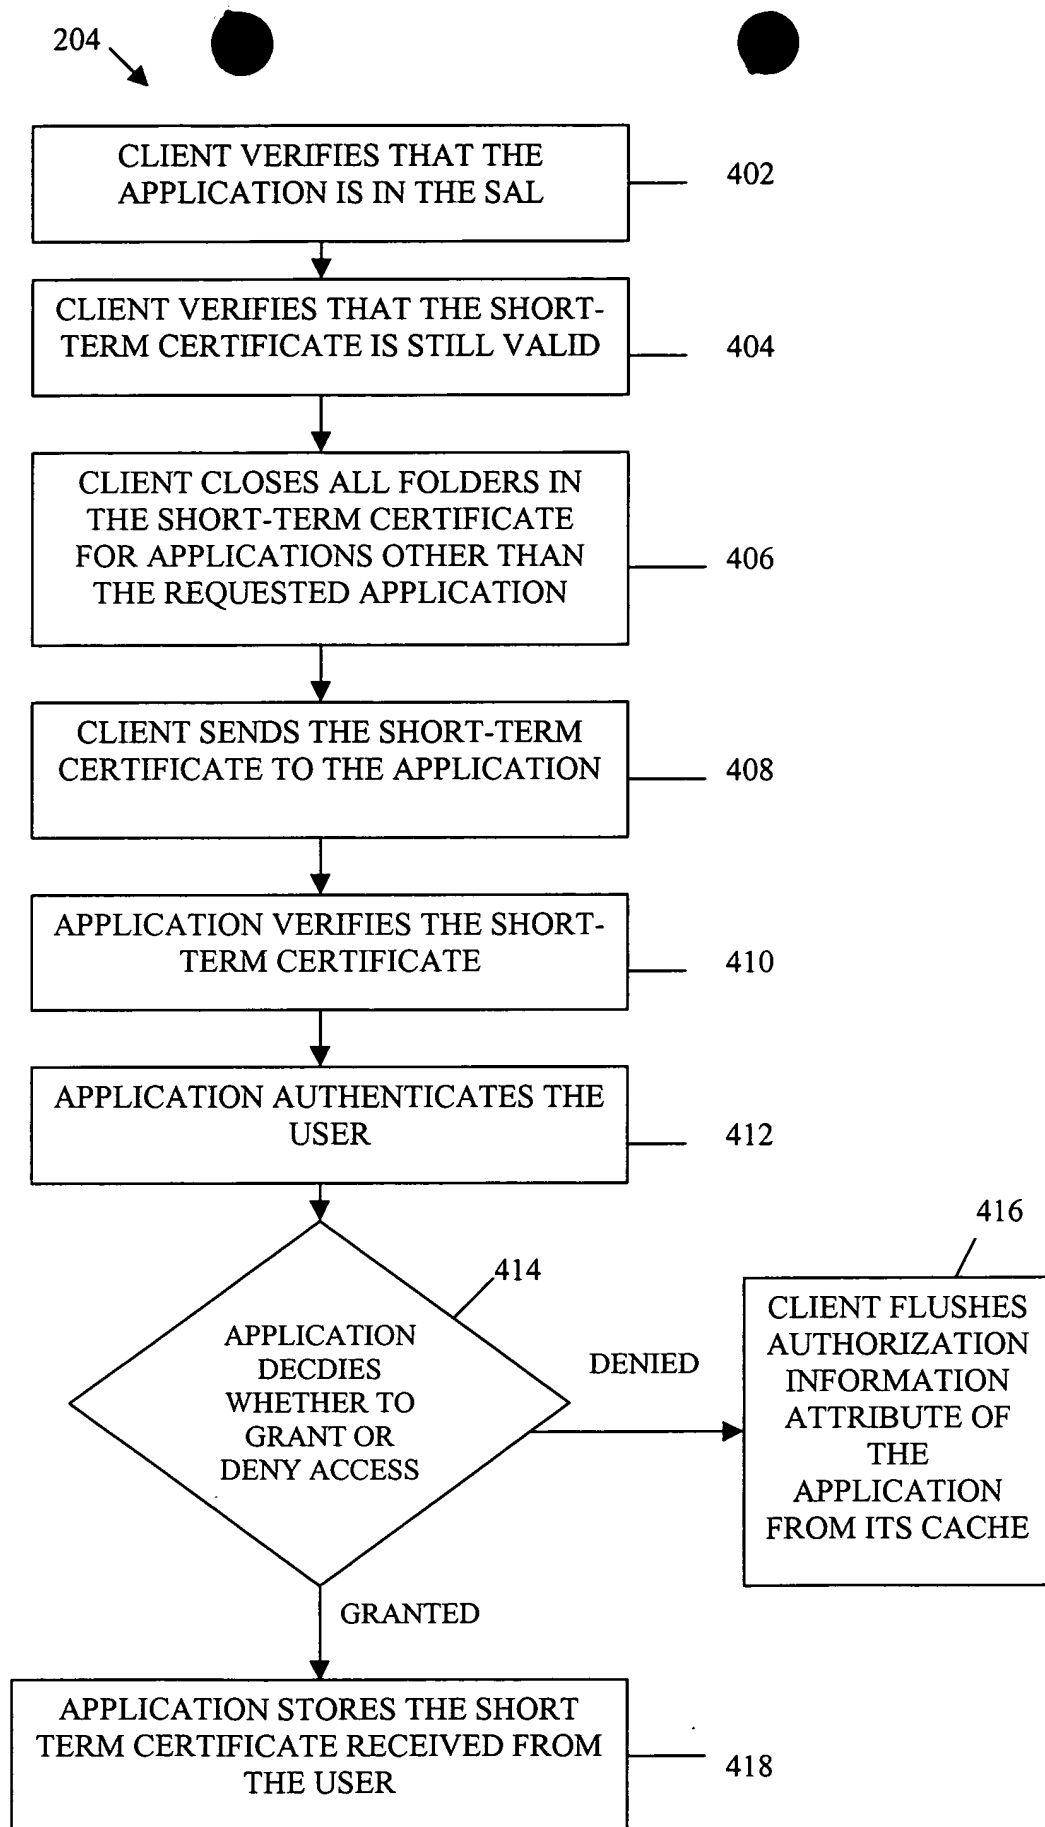 204
CLIENT VERIFIES THAT THE
APPLICATION IS IN THE SAL
402
CLIENT VERIFIES THAT THE SHORT-
TERM CERTIFICATE IS STILL VALID
404
CLIENT CLOSES ALL FOLDERS IN
THE SHORT-TERM CERTIFICATE
FOR APPLICATIONS OTHER THAN
THE REQUESTED APPLICATION
406
CLIENT SENDS THE SHORT-TERM
CERTIFICATE TO THE APPLICATION
408
APPLICATION VERIFIES THE SHORT-
TERM CERTIFICATE
410
APPLICATION AUTHENTICATES THE
USER
412
414
APPLICATION
DECDIES
WHETHER TO
GRANT OR
DENY ACCESS
DENIED
416
CLIENT FLUSHES
AUTHORIZATION
INFORMATION
ATTRIBUTE OF
THE
APPLICATION
FROM ITS CACHE
GRANTED
APPLICATION STORES THE SHORT
TERM CERTIFICATE RECEIVED FROM
THE USER
418